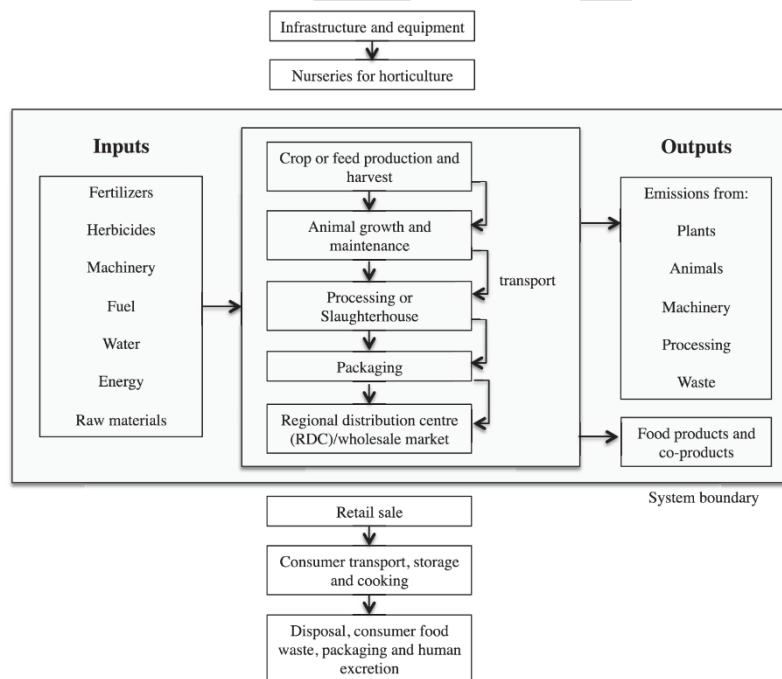 Infrastructure and equipment
Nurseries for horticulture
Inputs
Fertilizers
Herbicides
Machinery
Fuel
Water
Energy
Raw materials
Crop or feed production and
harvest
Animal growth and
maintenance
Processing or
Slaughterhouse
Packaging
Regional distribution centre
(RDC)/wholesale market
transport
Outputs
Emissions from:
Plants
Animals
Machinery
Processing
Waste
Food products and
co-products
System boundary
Retail sale
Consumer transport, storage
and cooking
Disposal, consumer food
waste, packaging and human
excretion